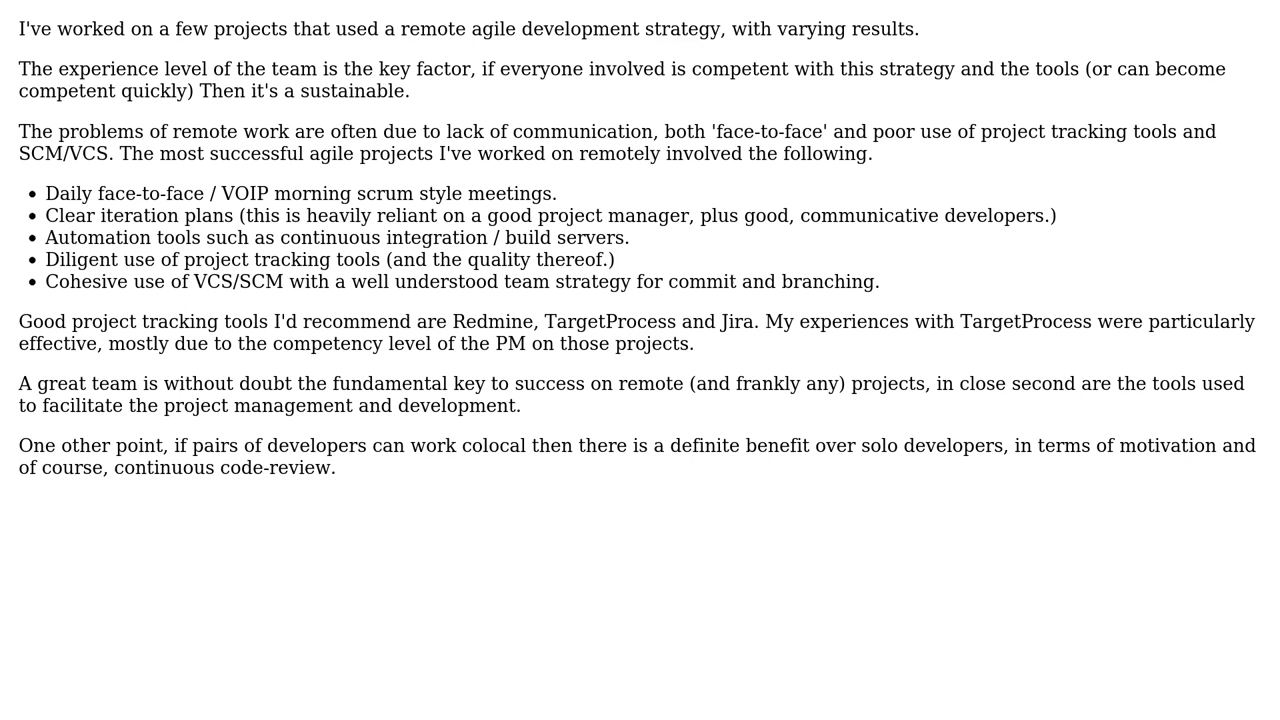 I've worked on a few projects that used a remote agile development strategy, with varying results.
The experience level of the team is the key factor, if everyone involved is competent with this strategy and the tools (or can become
competent quickly) Then it's a sustainable.
The problems of remote work are often due to lack of communication, both 'face-to-face' and poor use of project tracking tools and
SCM/VCS. The most successful agile projects I've worked on remotely involved the following.
• Daily face-to-face / VOIP morning scrum style meetings.
• Clear iteration plans (this is heavily reliant on a good project manager, plus good, communicative developers.)
• Automation tools such as continuous integration / build servers.
• Diligent use of project tracking tools (and the quality thereof.)
• Cohesive use of VCS/SCM with a well understood team strategy for commit and branching.
Good project tracking tools I'd recommend are Redmine, TargetProcess and Jira. My experiences with TargetProcess were particularly
effective, mostly due to the competency level of the PM on those projects.
A great team is without doubt the fundamental key to success on remote (and frankly any) projects, in close second are the tools used
to facilitate the project management and development.
One other point, if pairs of developers can work colocal then there is a definite benefit over solo developers, in terms of motivation and
of course, continuous code-review.